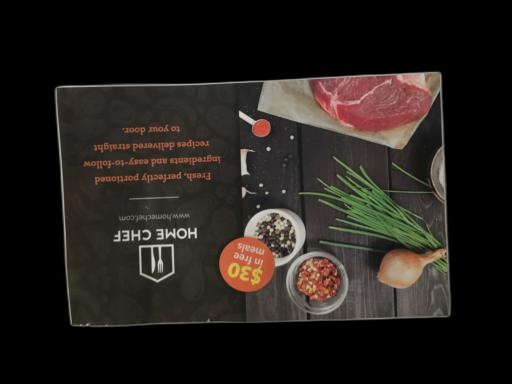 HOME CHEF
www.homechef.com
Fresh, perfectly portioned
ingredients and easy-to-follow
recipes delivered straight
to your door.
$30
in free
meals